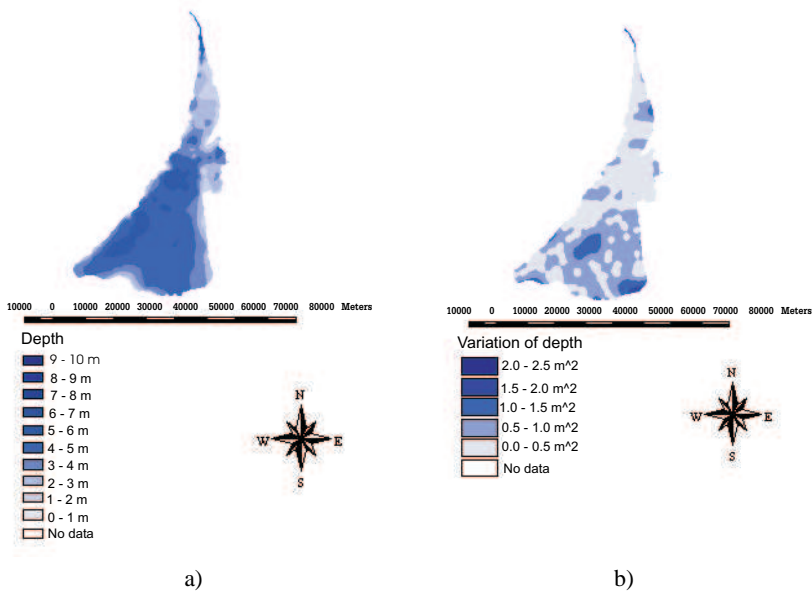 10000 0 10000 20000 30000 40000 50000 60000 70000 80000 Meters
Depth
9 - 10 m
8 - 9 m
7 - 8 m
6 - 7 m
5 - 6 m
4 - 5 m
3 - 4 m
2 - 3 m
1 - 2 m
0 - 1 m
No data
N
W E
S
a)
10000 0 10000 20000 30000 40000 50000 60000 70000 80000 Meters
Variation of depth
2.0 - 2.5 m^2
1.5 - 2.0 m^2
1.0 - 1.5 m^2
0.5 - 1.0 m^2
0.0 - 0.5 m^2
No data
N
W E
S
b)